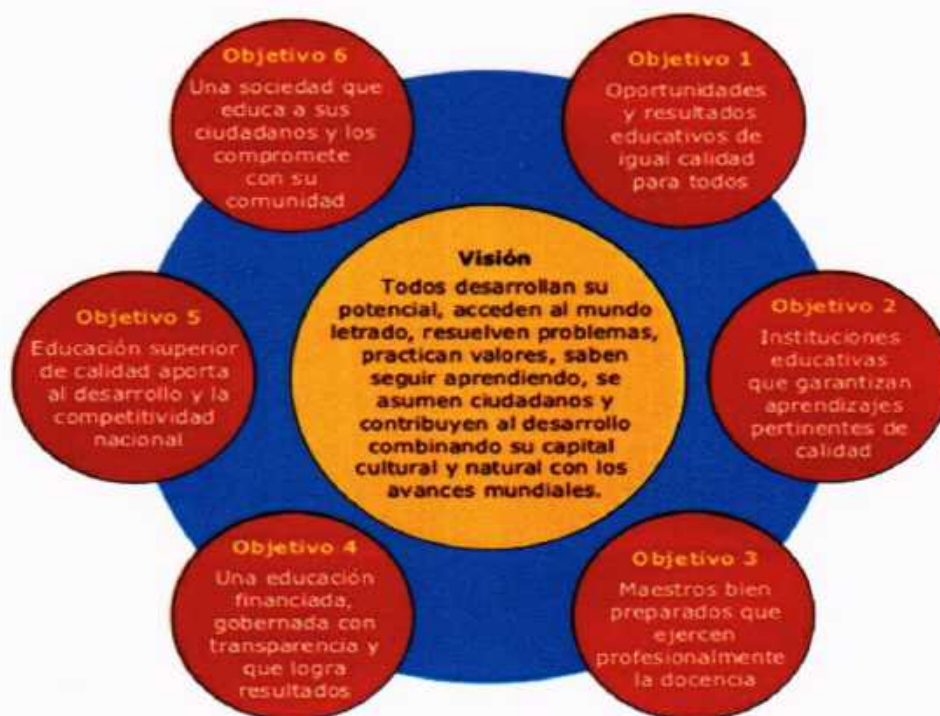 Objetivo 6
Una sociedad que
educa a sus
ciudadanos y los
compromete
con su
comunidad
Objetivo 1
Oportunidades
y resultados
educativos de
igual calidad
para todos
Visión
Todos desarrollan su
potencial, acceden al mundo
letrado, resuelven problemas,
practican valores, saben
seguir aprendiendo, se
asumen ciudadanos y
contribuyen al desarrollo
combinando su capital
cultural y natural con los
avances mundiales.
Objetivo 5
Educación superior
de calidad aporta
al desarrollo y la
competitividad
nacional
Objetivo 2
Instituciones
educativas
que garantizan
aprendizajes
pertinentes de
calidad
Objetivo 4
Una educación
financiada,
gobernada con
transparencia y
que logra
resultados
Objetivo 3
Maestros bien
preparados que
ejercen
profesionalmente
la docencia